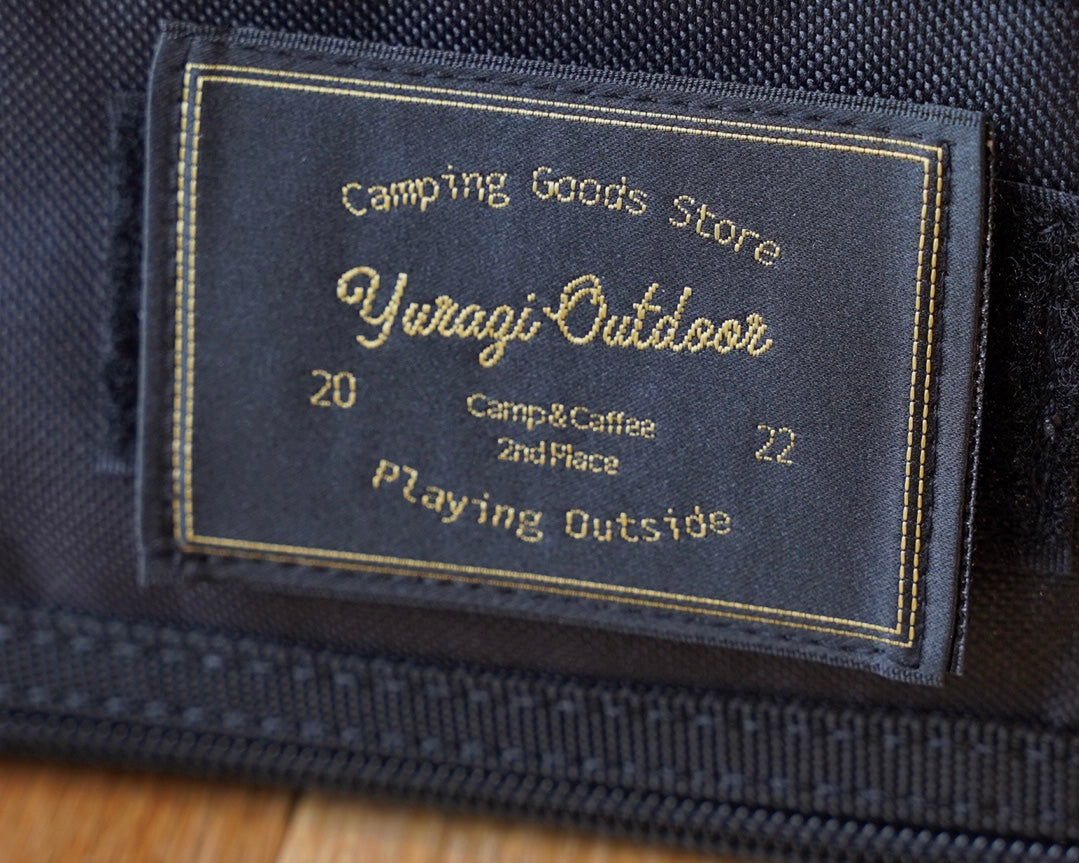 Camping Goods Store
Yuragi Outdoor
20
Camp&Caffee
2nd Place
22
Playing Outside